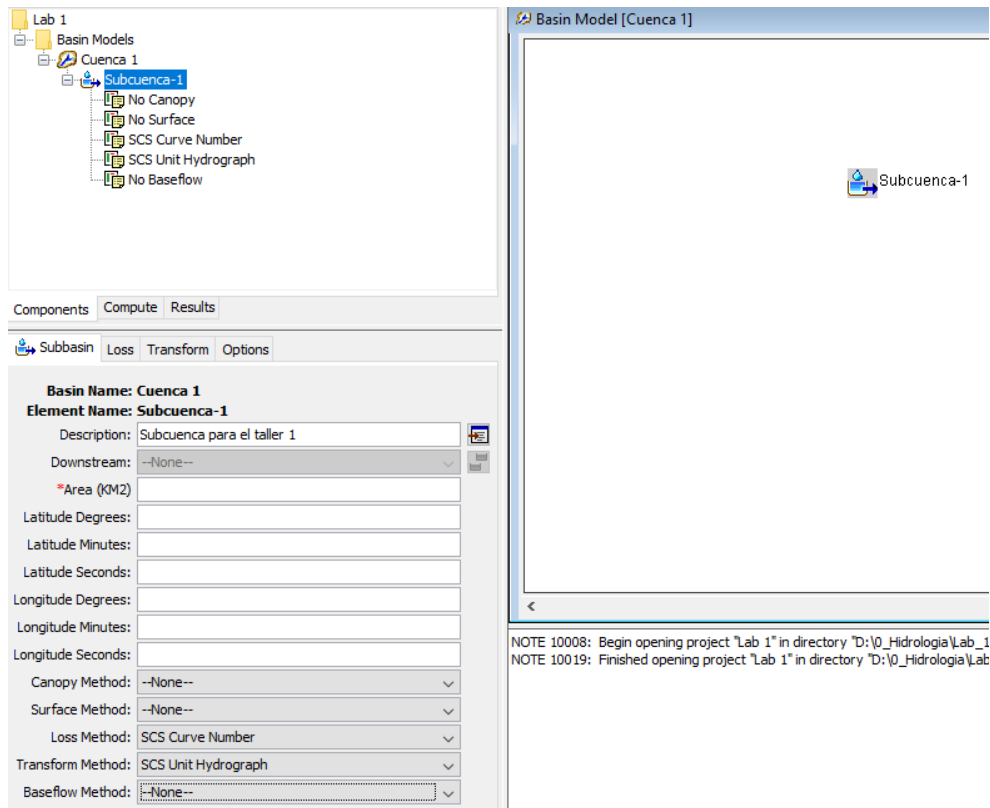 Lab 1
Basin Models
Cuenca 1
Subcuenca-1
No Canopy
No Surface
SCS Curve Number
SCS Unit Hydrograph
No Baseflow
Components Compute Results
Subbasin Loss Transform Options
Basin Name: Cuenca 1
Element Name: Subcuenca-1
Description: Subcuenca para el taller 1
Downstream: --None--
*Area (KM2)
Latitude Degrees:
Latitude Minutes:
Latitude Seconds:
Longitude Degrees:
Longitude Minutes:
Longitude Seconds:
Canopy Method: --None--
Surface Method: --None--
Loss Method: SCS Curve Number
Transform Method: SCS Unit Hydrograph
Baseflow Method: --None--
Basin Model [Cuenca 1]
Subcuenca-1
NOTE 10008: Begin opening project "Lab 1" in directory "D:\0_Hidrologia\Lab_1
NOTE 10019: Finished opening project "Lab 1" in directory "D:\0_Hidrologia\Lab